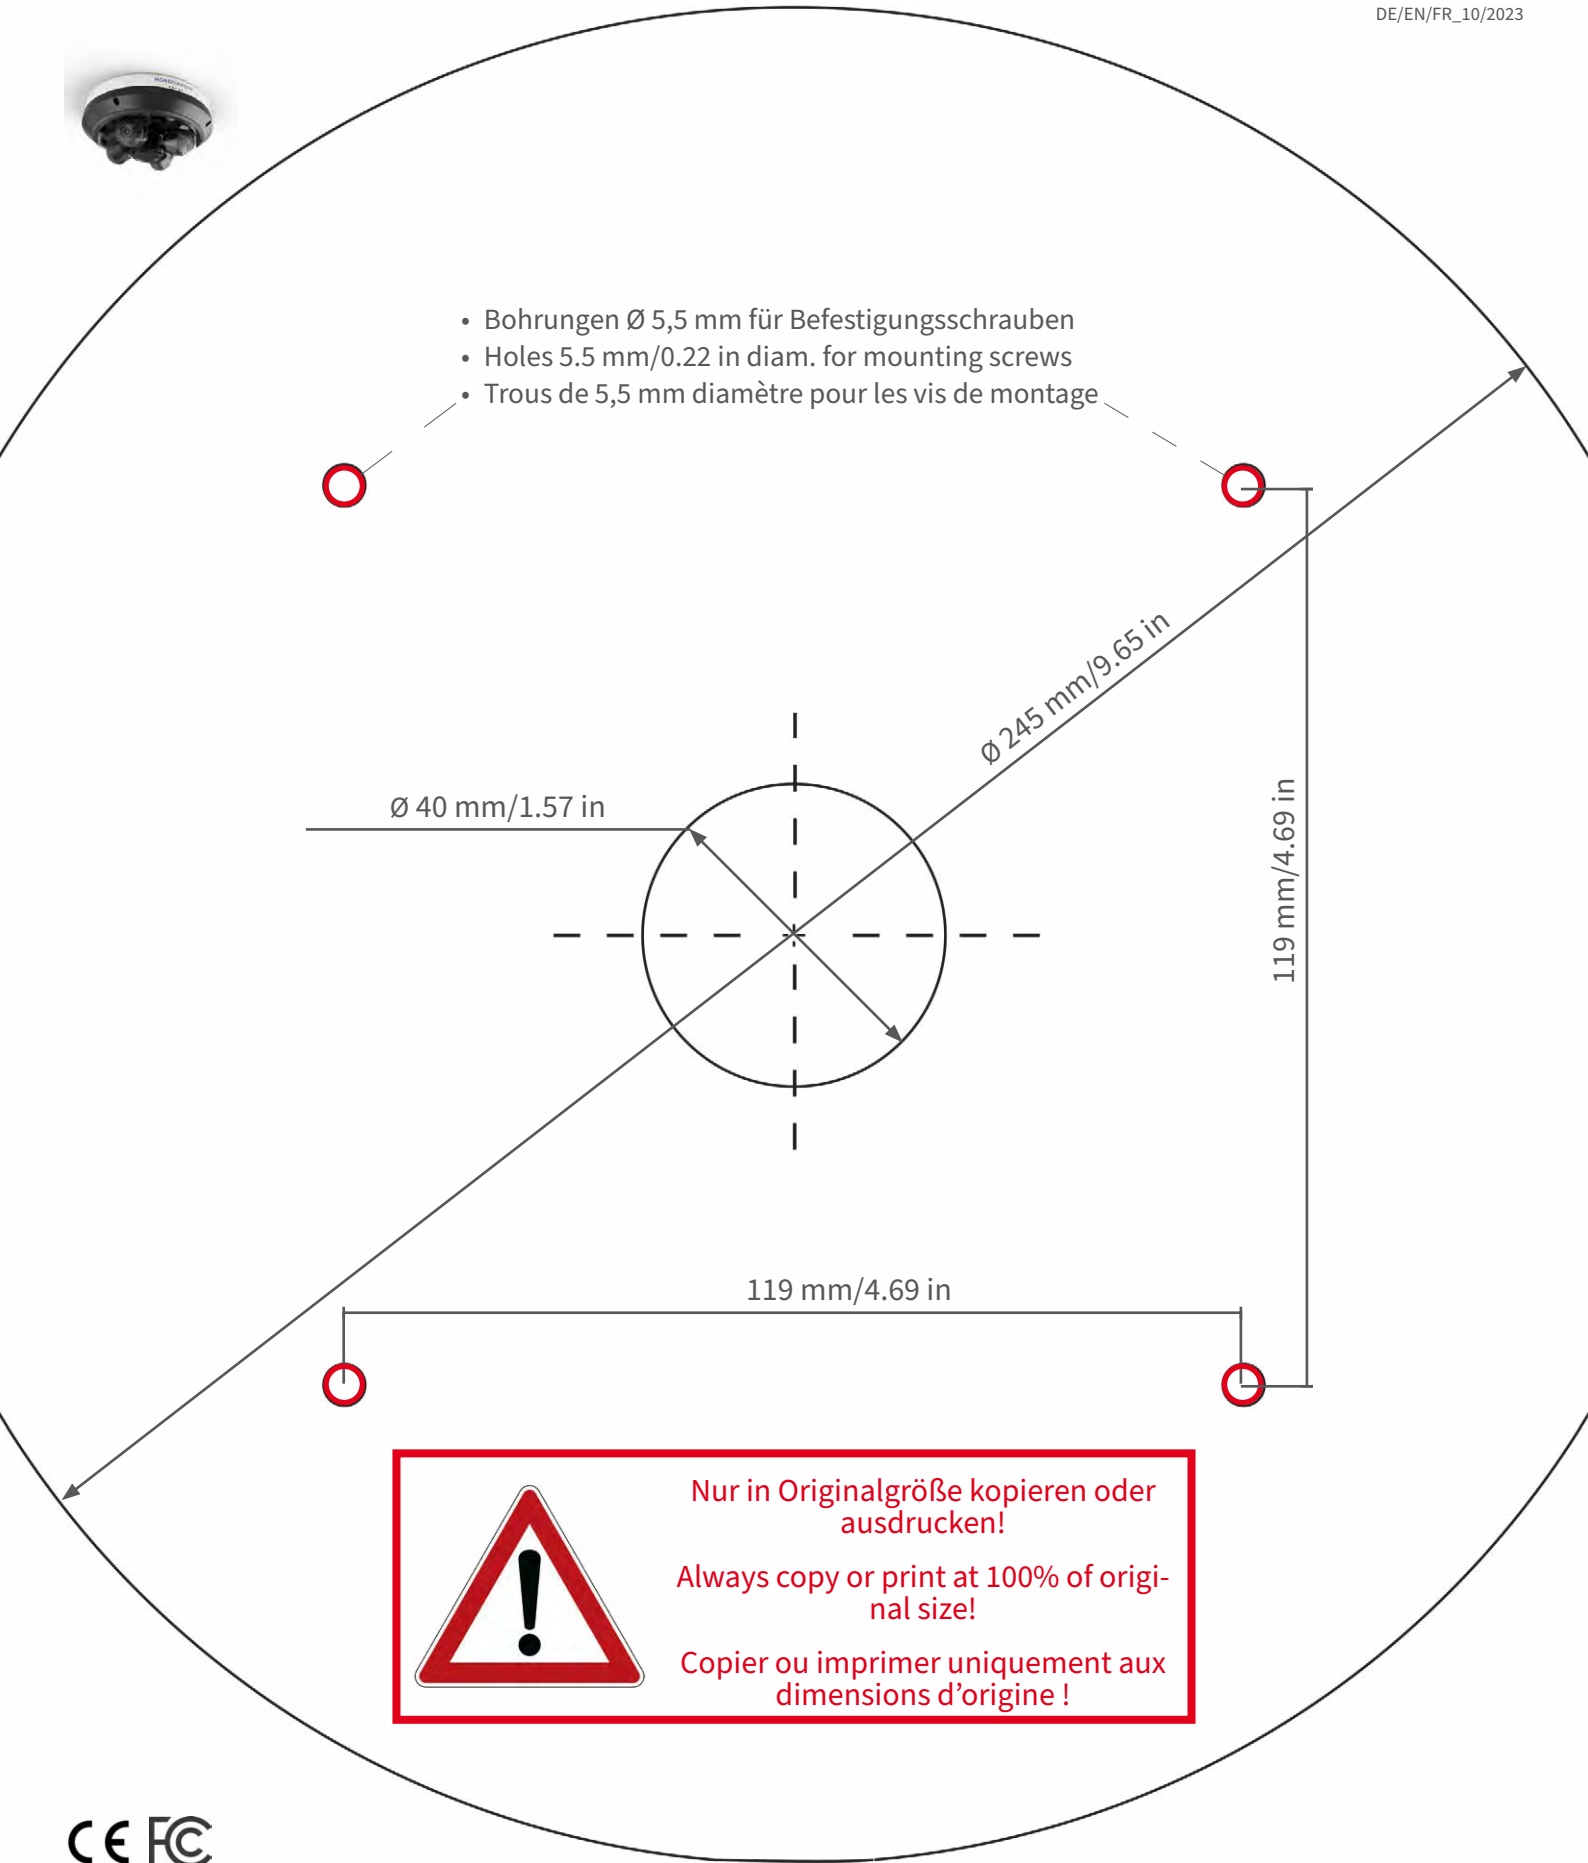 DE/EN/FR_10/2023
• Bohrungen Ø 5,5 mm für Befestigungsschrauben
• Holes 5.5 mm/0.22 in diam. for mounting screws
• Trous de 5,5 mm diamètre pour les vis de montage
Ø 245 mm/9.65 in
Ø 40 mm/1.57 in
119 mm/4.69 in
119 mm/4.69 in
Nur in Originalgröße kopieren oder
ausdrucken!
Always copy or print at 100% of origi-
nal size!
Copier ou imprimer uniquement aux
dimensions d’origine !
CE FC